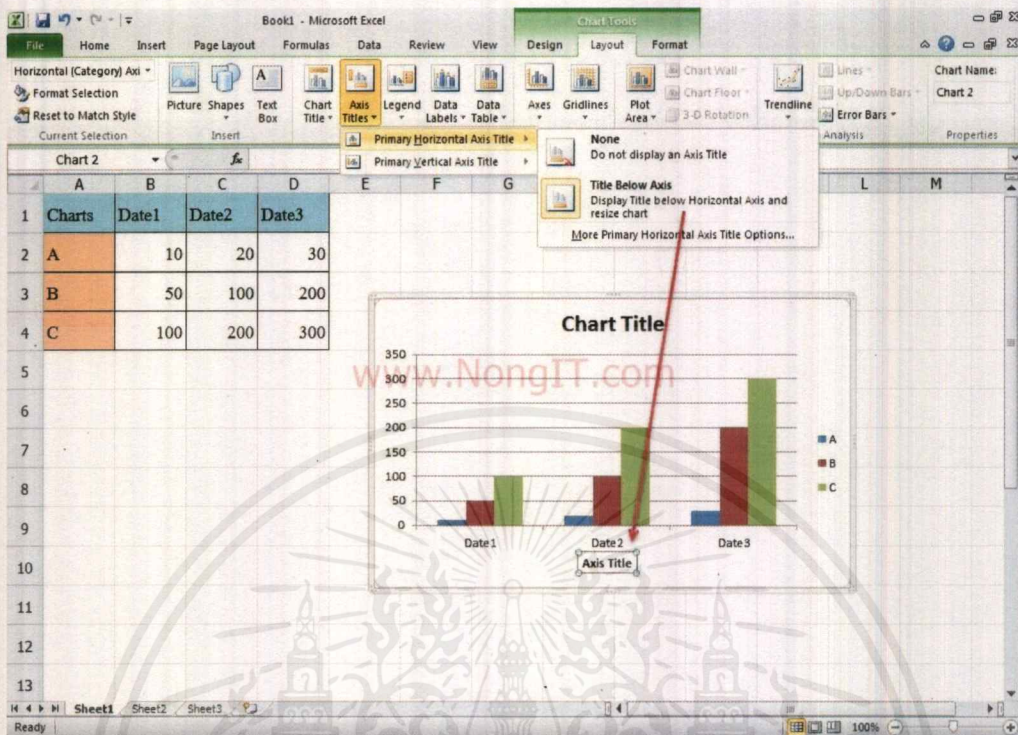 Book1 - Microsoft Excel
Chart Tools
File Home Insert Page Layout Formulas Data Review View Design Layout Format
Horizontal (Category) Axi
Format Selection
Reset to Match Style
Current Selection
Picture Shapes Text Box
Insert
Chart Title Axis Titles Legend Data Labels Data Table
Axes Gridlines
Plot Area
Chart Wall
Chart Floor
3-D Rotation
Trendline
Lines
Up/Down Bars
Error Bars
Analysis
Chart Name:
Chart 2
Properties
Primary Horizontal Axis Title
Primary Vertical Axis Title
None
Do not display an Axis Title
Title Below Axis
Display Title below Horizontal Axis and
resize chart
More Primary Horizontal Axis Title Options...
Chart 2 fx
A B C D E F G L M
1 Charts Date1 Date2 Date3
2 A 10 20 30
3 B 50 100 200
4 C 100 200 300
5
6
7
8
9
10
11
12
13
Chart Title
www.NongIT.com
350
300
250
200
150
100
50
0
Date1 Date2 Date3
Axis Title
A
B
C
Sheet1 Sheet2 Sheet3
Ready 100%